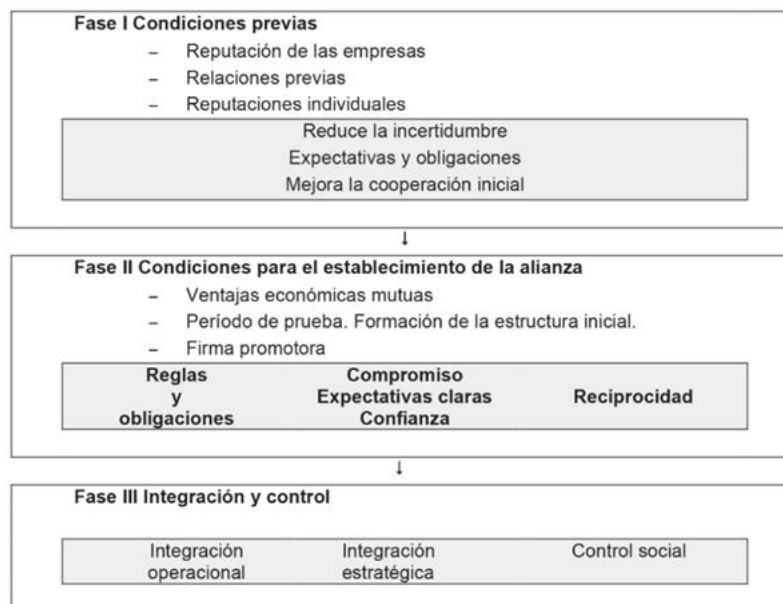 Fase I Condiciones previas
– Reputación de las empresas
– Relaciones previas
– Reputaciones individuales
Reduce la incertidumbre
Expectativas y obligaciones
Mejora la cooperación inicial
↓
Fase II Condiciones para el establecimiento de la alianza
– Ventajas económicas mutuas
– Período de prueba. Formación de la estructura inicial.
– Firma promotora
Reglas
y
obligaciones
Compromiso
Expectativas claras
Confianza
Reciprocidad
↓
Fase III Integración y control
Integración
operacional
Integración
estratégica
Control social